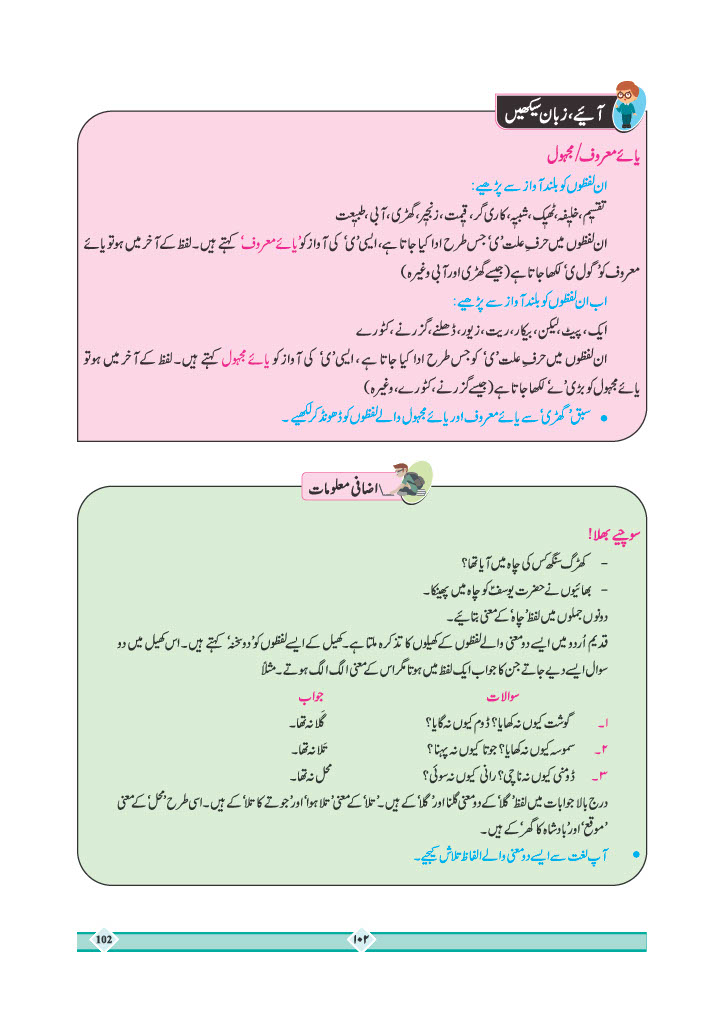 آئیے، زبان سیکھیں
یائے معروف/مجہول
ان لفظوں کو بلند آواز سے پڑھیے:
تقسیم، خلیفہ، ٹھیک، شبیہ، کاری گر، قیمت، زنجیر، گھڑی، آبی، طبیعت
ان لفظوں میں حرفِ علت ’ی‘ جس طرح ادا کیا جاتا ہے، ایسی ’ی‘ کی آواز کو ’یائے معروف‘ کہتے ہیں۔ لفظ کے آخر میں ہو تو یائے
معروف کو ’گول ی‘ لکھا جاتا ہے (جیسے گھڑی اور آبی وغیرہ)
اب ان لفظوں کو بلند آواز سے پڑھیے:
ایک، پیٹ، لیکن، بیکار، ریت، زیور، ڈھلنے، گزرنے، کٹورے
ان لفظوں میں حرفِ علت ’ی‘ کو جس طرح ادا کیا جاتا ہے، ایسی ’ی‘ کی آواز کو یائے مجہول کہتے ہیں۔ لفظ کے آخر میں ہو تو
یائے مجہول کو بڑی ’ے‘ لکھا جاتا ہے (جیسے گزرنے، کٹورے، وغیرہ)
● سبق ’گھڑی‘ سے یائے معروف اور یائے مجہول والے لفظوں کو ڈھونڈ کر لکھیے۔
اضافی معلومات
سوچیے بھلا!
- کھڑگ سنگھ کس کی چاہ میں آیا تھا؟
- بھائیوں نے حضرت یوسفؑ کو چاہ میں پھینکا۔
دونوں جملوں میں لفظ ’چاہ‘ کے معنی بتائیے۔
قدیم اُردو میں ایسے دو معنی والے لفظوں کے کھیلوں کا تذکرہ ملتا ہے۔ کھیل کے ایسے لفظوں کو ’دو سخنہ‘ کہتے ہیں۔ اس کھیل میں دو
سوال ایسے دیے جاتے جن کا جواب ایک لفظ میں ہوتا مگر اس کے معنی الگ الگ ہوتے۔ مثلاً
سوالات جواب
۱۔ گوشت کیوں نہ کھایا؟ ڈوم کیوں نہ گایا؟ گلا نہ تھا۔
۲۔ سموسہ کیوں نہ کھایا؟ جوتا کیوں نہ پہنا؟ تلا نہ تھا۔
۳۔ ڈومنی کیوں نہ ناچی؟ رانی کیوں نہ سوئی؟ محل نہ تھا۔
درج بالا جوابات میں لفظ ’گلا‘ کے دو معنی گلنا اور ’گلا‘ کے ہیں۔ ’تلا‘ کے معنی ’تلا ہوا‘ اور ’جوتے کا تلا‘ کے ہیں۔ اسی طرح ’محل‘ کے معنی
’موقع‘ اور ’بادشاہ کا گھر‘ کے ہیں۔
● آپ لغت سے ایسے دو معنی والے الفاظ تلاش کیجیے۔
102 ۱۰۲